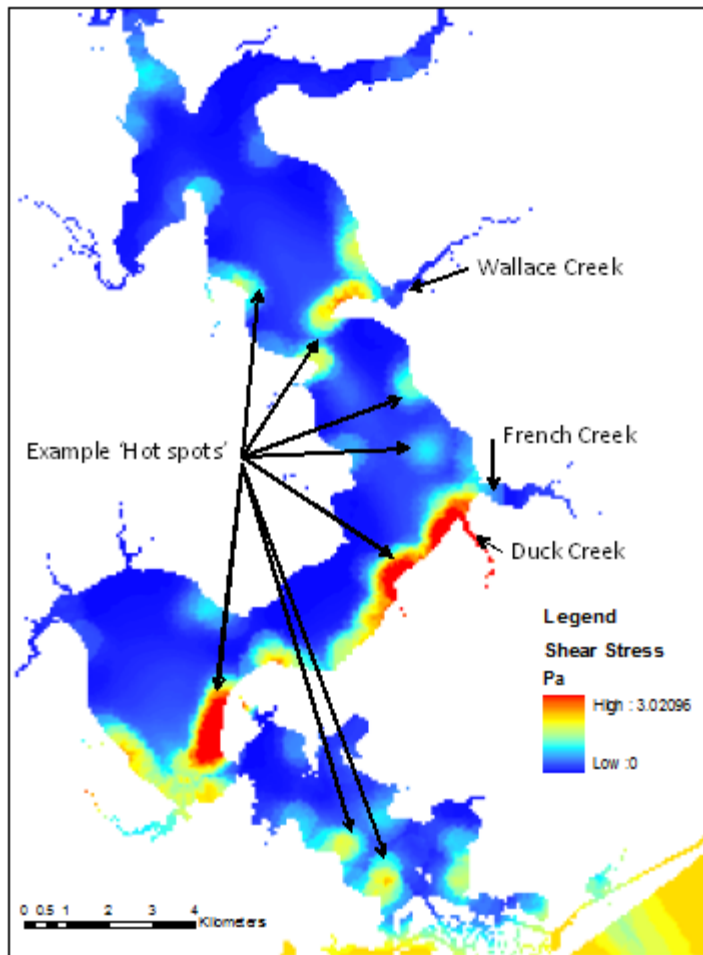 Wallace Creek
Example ‘Hot spots’
French Creek
Duck Creek
Legend
Shear Stress
Pa
High : 3.02096
Low :0
0 0.5 1 2 3 4
Kilometers